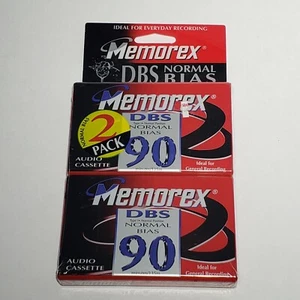 IDEAL FOR EVERYDAY RECORDING
Memorex
DBS NORMAL
BIAS
Memorex
2
PACK
DBS
NORMAL
BIAS
90
AUDIO
CASSETTE
Ideal for
General Recording
Memorex
DBS
NORMAL
BIAS
90
AUDIO
CASSETTE
Ideal for
General Recording